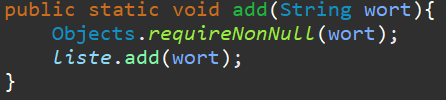 public static void add(String wort){
    Objects.requireNonNull(wort);
    liste.add(wort);
}